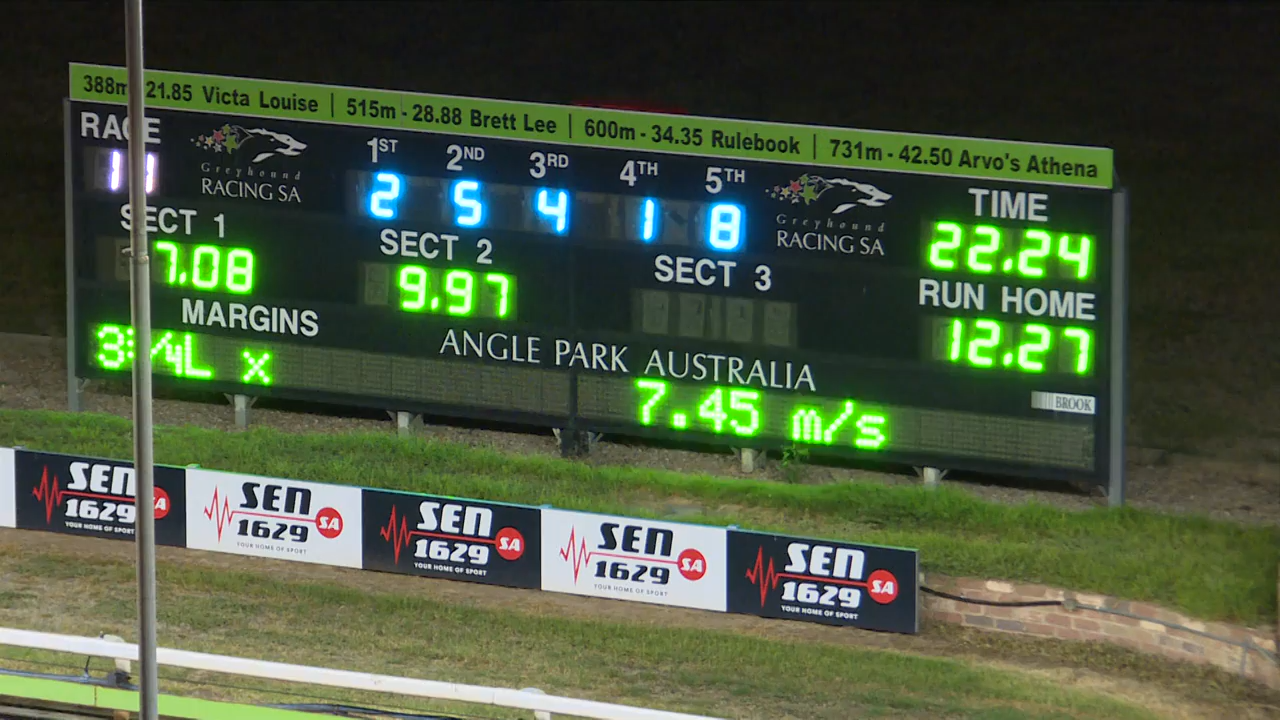 388m - 21.85 Victa Louise | 515m - 28.88 Brett Lee | 600m - 34.35 Rulebook | 731m - 42.50 Arvo's Athena
RACE
11
Greyhound
RACING SA
1ST 2ND 3RD 4TH 5TH
2 5 4 1 8
Greyhound
RACING SA
TIME
22.24
SECT 1
7.08
SECT 2
9.97
SECT 3
RUN HOME
12.27
MARGINS
3¾L x
ANGLE PARK AUSTRALIA
7.45 m/s
BROOK
SEN
1629 SA
YOUR HOME OF SPORT
SEN
1629 SA
YOUR HOME OF SPORT
SEN
1629 SA
YOUR HOME OF SPORT
SEN
1629 SA
YOUR HOME OF SPORT
SEN
1629 SA
YOUR HOME OF SPORT